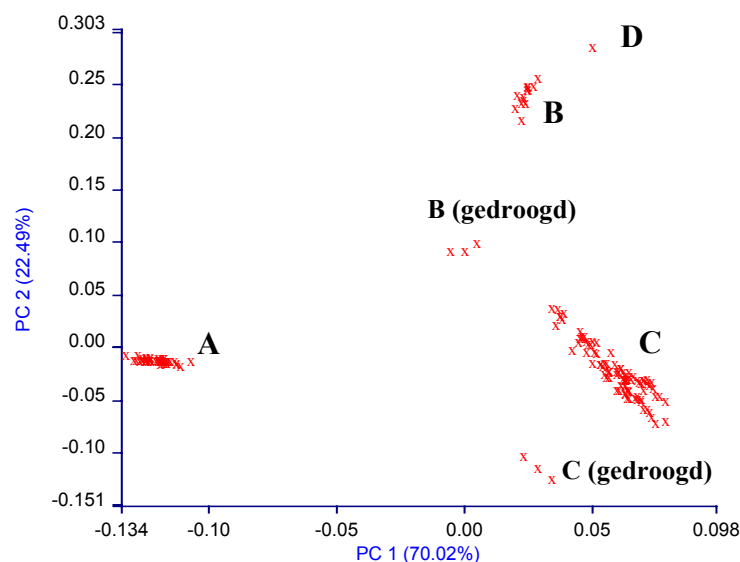 0.303
D
0.25
B
0.20
0.15
B (gedroogd)
0.10
PC 2 (22.49%)
0.05
0.00
A
C
-0.05
-0.10
C (gedroogd)
-0.151
-0.134
-0.10
-0.05
0.00
0.05
0.098
PC 1 (70.02%)